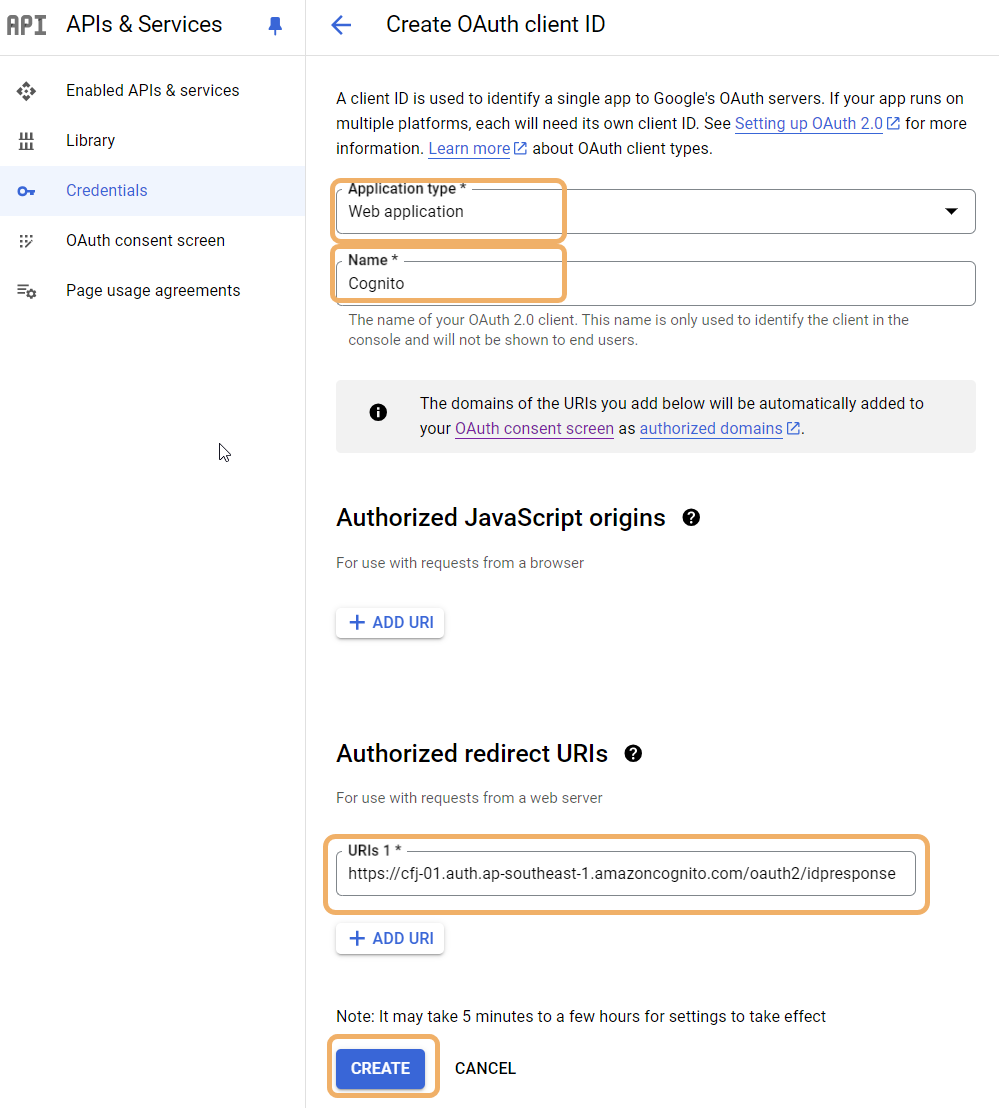 API APIs & Services
Enabled APIs & services
Library
Credentials
OAuth consent screen
Page usage agreements
Create OAuth client ID
A client ID is used to identify a single app to Google's OAuth servers. If your app runs on
multiple platforms, each will need its own client ID. See Setting up OAuth 2.0 for more
information. Learn more about OAuth client types.
Application type *
Web application
Name *
Cognito
The name of your OAuth 2.0 client. This name is only used to identify the client in the
console and will not be shown to end users.
The domains of the URIs you add below will be automatically added to
your OAuth consent screen as authorized domains.
Authorized JavaScript origins
For use with requests from a browser
+ ADD URI
Authorized redirect URIs
For use with requests from a web server
URIs 1 *
https://cfj-01.auth.ap-southeast-1.amazoncognito.com/oauth2/idpresponse
+ ADD URI
Note: It may take 5 minutes to a few hours for settings to take effect
CREATE CANCEL